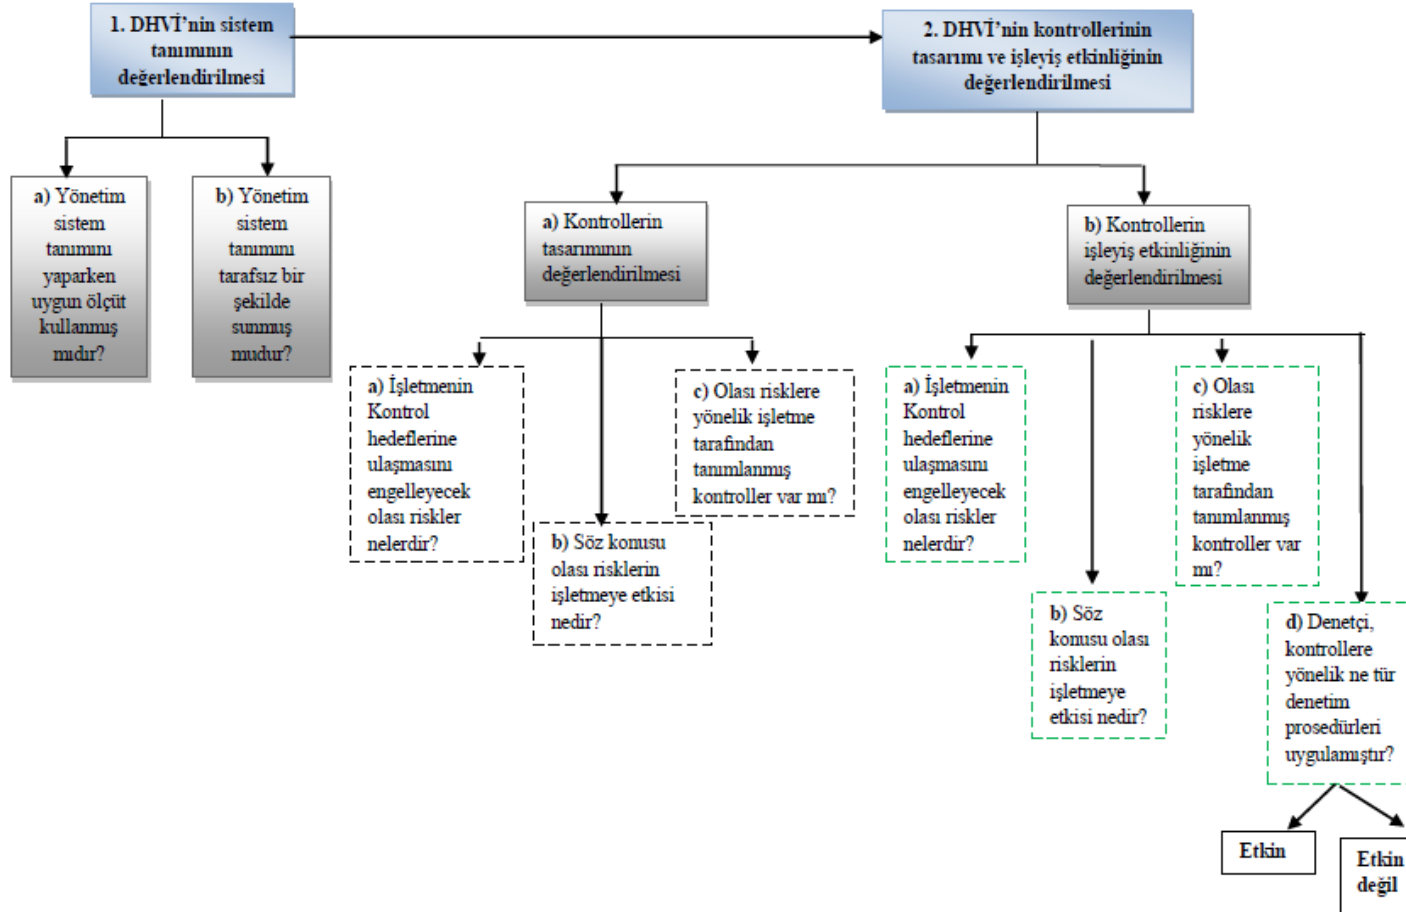 1. DHVİ’nin sistem
tanımının
değerlendirilmesi
2. DHVİ’nin kontrollerinin
tasarımı ve işleyiş etkinliğinin
değerlendirilmesi
a) Yönetim
sistem
tanımını
yaparken
uygun ölçüt
kullanmış
mıdır?
b) Yönetim
sistem
tanımını
tarafsız bir
şekilde
sunmuş
mudur?
a) Kontrollerin
tasarımının
değerlendirilmesi
b) Kontrollerin
işleyiş etkinliğinin
değerlendirilmesi
a) İşletmenin
Kontrol
hedeflerine
ulaşmasını
engelleyecek
olası riskler
nelerdir?
b) Söz konusu
olası risklerin
işletmeye etkisi
nedir?
c) Olası risklere
yönelik işletme
tarafından
tanımlanmış
kontroller var mı?
a) İşletmenin
Kontrol
hedeflerine
ulaşmasını
engelleyecek
olası riskler
nelerdir?
b) Söz
konusu olası
risklerin
işletmeye
etkisi nedir?
c) Olası
risklere
yönelik
işletme
tarafından
tanımlanmış
kontroller var
mı?
d) Denetçi,
kontrollere
yönelik ne tür
denetim
prosedürleri
uygulamıştır?
Etkin
Etkin
değil